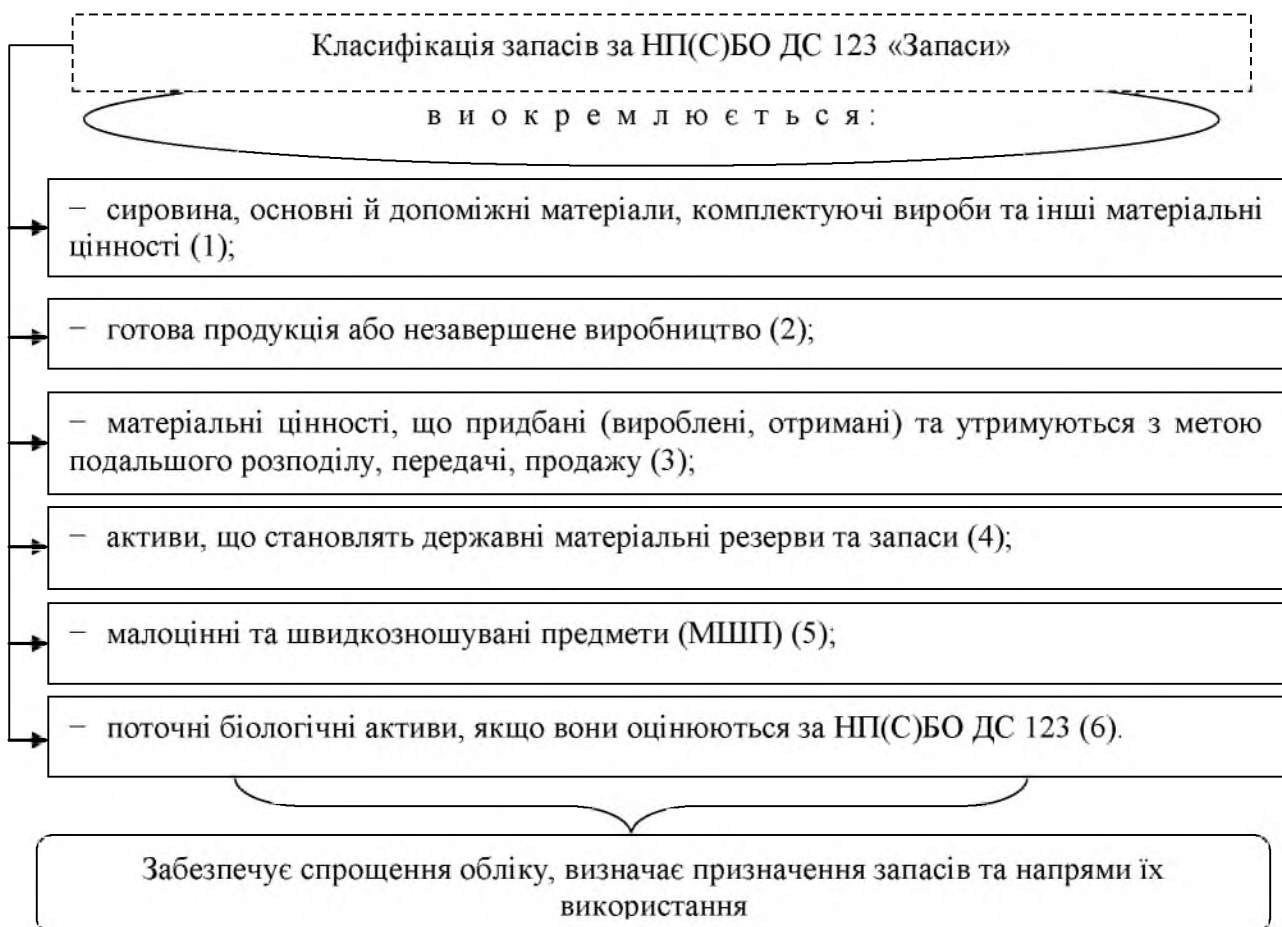 Класифікація запасів за НП(С)БО ДС 123 «Запаси»
виокремлюється:
− сировина, основні й допоміжні матеріали, комплектуючі вироби та інші матеріальні
цінності (1);
− готова продукція або незавершене виробництво (2);
− матеріальні цінності, що придбані (вироблені, отримані) та утримуються з метою
подальшого розподілу, передачі, продажу (3);
− активи, що становлять державні матеріальні резерви та запаси (4);
− малоцінні та швидкозношувані предмети (МШП) (5);
− поточні біологічні активи, якщо вони оцінюються за НП(С)БО ДС 123 (6).
Забезпечує спрощення обліку, визначає призначення запасів та напрями їх
використання